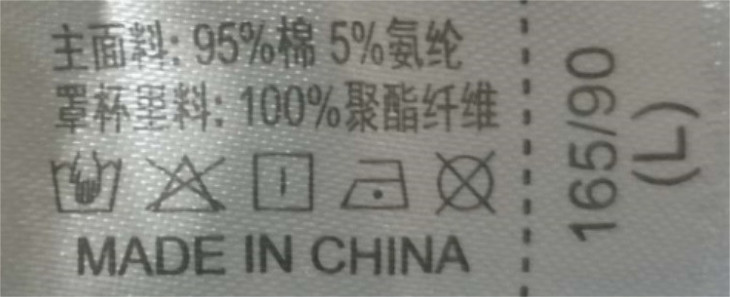 主面料: 95%棉 5%氨纶
罩杯里料: 100%聚酯纤维
MADE IN CHINA
165/90
(L)